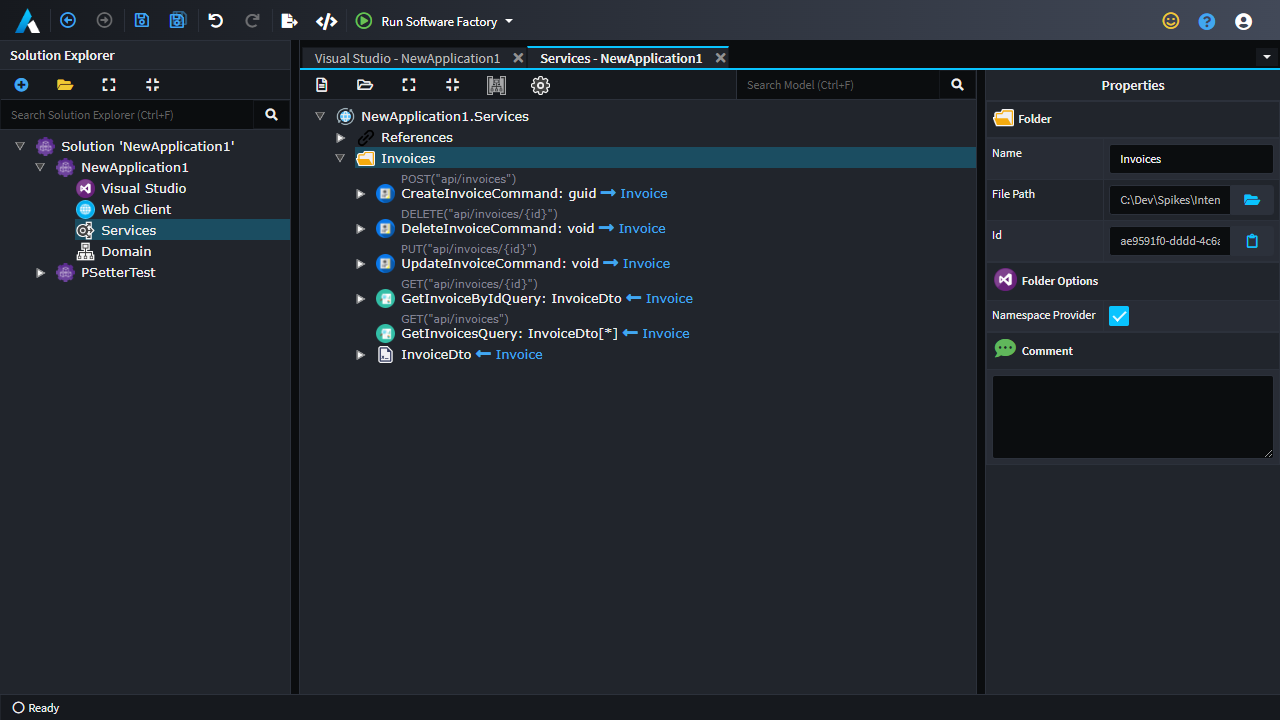 Run Software Factory
Solution Explorer
Search Solution Explorer (Ctrl+F)
Solution 'NewApplication1'
NewApplication1
Visual Studio
Web Client
Services
Domain
PSetterTest
Visual Studio - NewApplication1
Services - NewApplication1
Search Model (Ctrl+F)
NewApplication1.Services
References
Invoices
POST("api/invoices")
CreateInvoiceCommand: guid → Invoice
DELETE("api/invoices/{id}")
DeleteInvoiceCommand: void → Invoice
PUT("api/invoices/{id}")
UpdateInvoiceCommand: void → Invoice
GET("api/invoices/{id}")
GetInvoiceByIdQuery: InvoiceDto ← Invoice
GET("api/invoices")
GetInvoicesQuery: InvoiceDto[*] ← Invoice
InvoiceDto ← Invoice
Properties
Folder
Name Invoices
File Path C:\Dev\Spikes\Inten
Id ae9591f0-dddd-4c6a
Folder Options
Namespace Provider
Comment
Ready